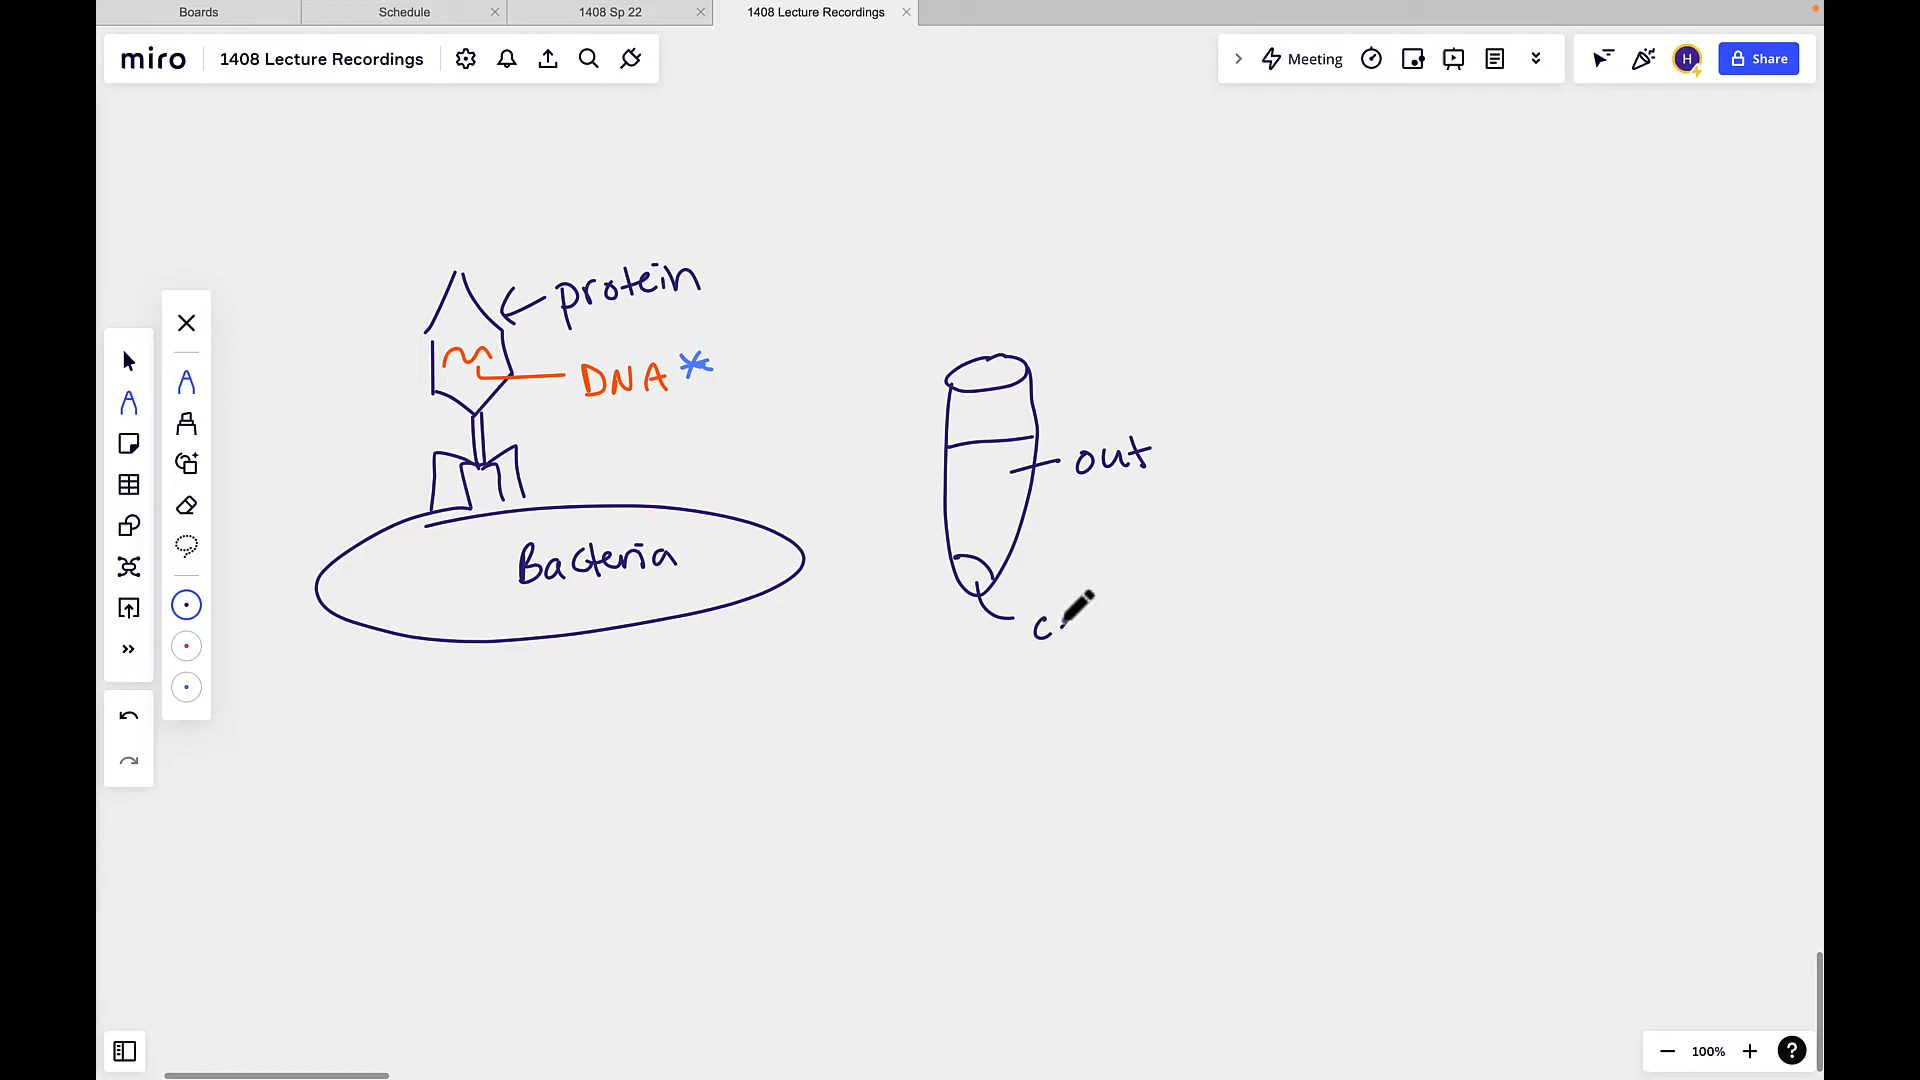 Boards
Schedule
1408 Sp 22
1408 Lecture Recordings
miro
1408 Lecture Recordings
Meeting
H
Share
protein
DNA *
out
Bacteria
c
100%
?